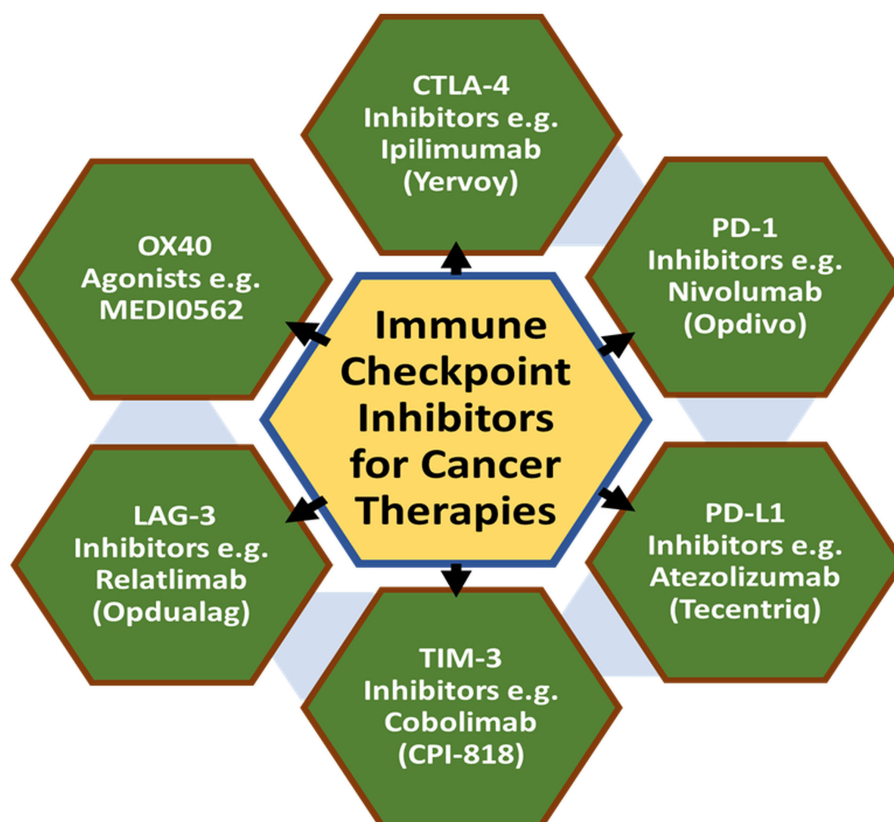 CTLA-4
Inhibitors e.g.
Ipilimumab
(Yervoy)
OX40
Agonists e.g.
MEDI0562
PD-1
Inhibitors e.g.
Nivolumab
(Opdivo)
Immune
Checkpoint
Inhibitors
for Cancer
Therapies
LAG-3
Inhibitors e.g.
Relatlimab
(Opdualag)
PD-L1
Inhibitors e.g.
Atezolizumab
(Tecentriq)
TIM-3
Inhibitors e.g.
Cobolimab
(CPI-818)